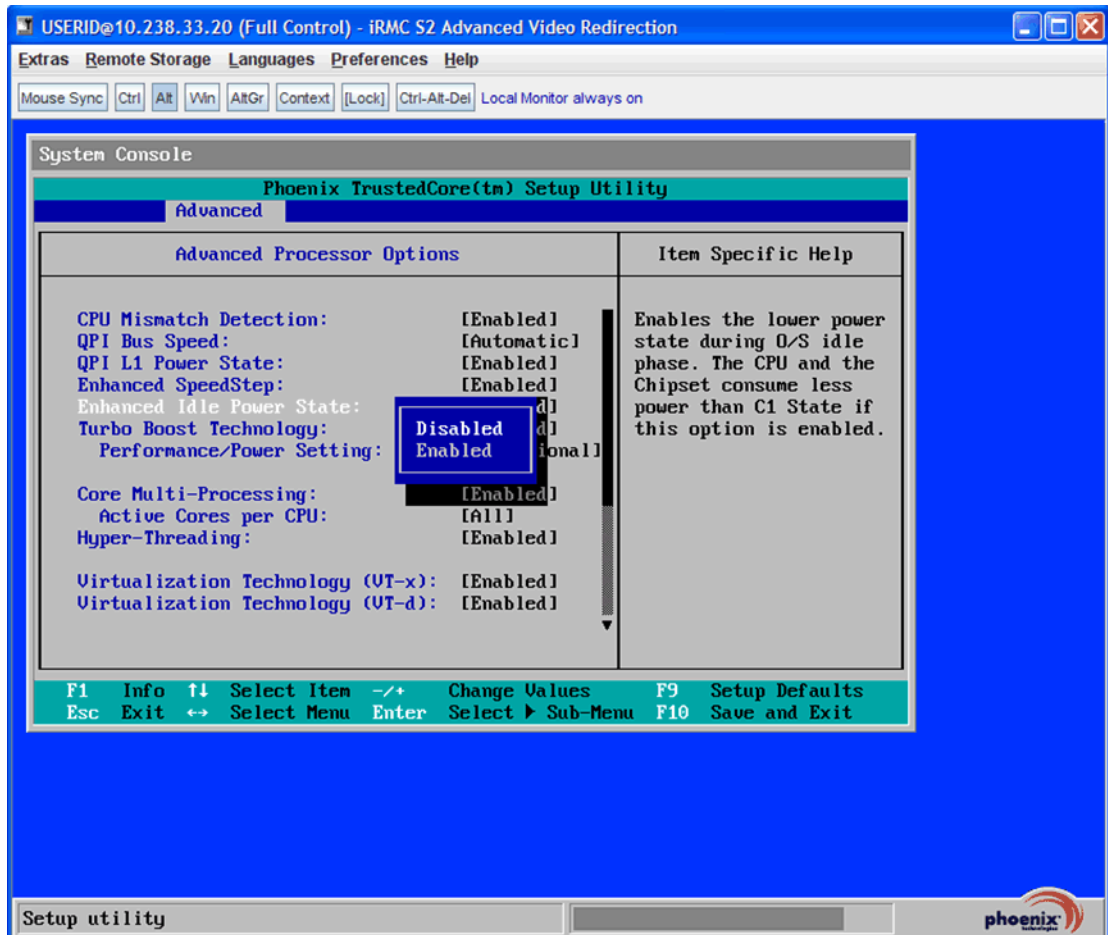 USERID@10.238.33.20 (Full Control) - iRMC S2 Advanced Video Redirection
Extras Remote Storage Languages Preferences Help
Mouse Sync Ctrl Alt Win AltGr Context [Lock] Ctrl-Alt-Del Local Monitor always on
System Console
Phoenix TrustedCore(tm) Setup Utility
Advanced
Advanced Processor Options
CPU Mismatch Detection: [Enabled]
QPI Bus Speed: [Automatic]
QPI L1 Power State: [Enabled]
Enhanced SpeedStep: [Enabled]
Enhanced Idle Power State: d]
Turbo Boost Technology: d]
Performance/Power Setting: ional]
Disabled
Enabled
Core Multi-Processing: [Enabled]
Active Cores per CPU: [All]
Hyper-Threading: [Enabled]
Virtualization Technology (VT-x): [Enabled]
Virtualization Technology (VT-d): [Enabled]
Item Specific Help
Enables the lower power
state during O/S idle
phase. The CPU and the
Chipset consume less
power than C1 State if
this option is enabled.
F1 Info ↑↓ Select Item -/+ Change Values F9 Setup Defaults
Esc Exit ↔ Select Menu Enter Select ▶ Sub-Menu F10 Save and Exit
Setup utility
phoenix
technologies